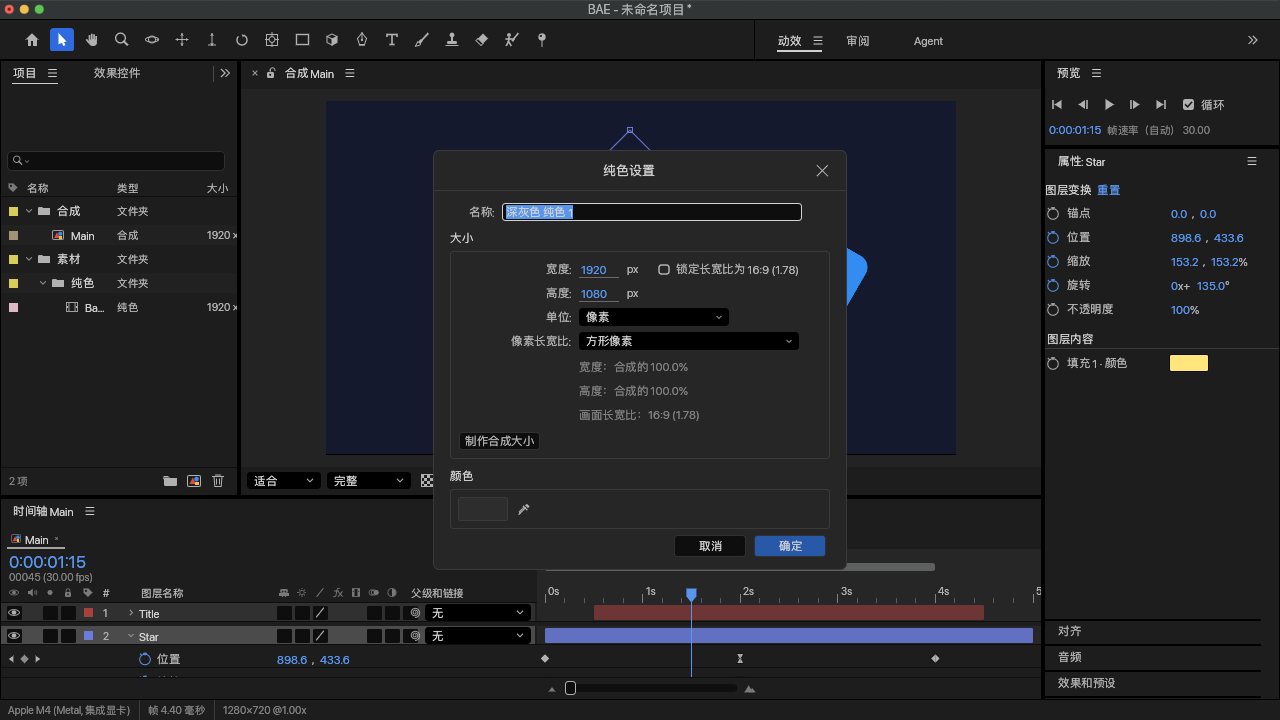 BAE - 未命名项目 *
动效
审阅
Agent
项目
效果控件
合成 Main
预览
循环
0:00:01:15 帧速率（自动） 30.00
属性: Star
图层变换 重置
锚点 0.0 , 0.0
位置 898.6 , 433.6
缩放 153.2 , 153.2%
旋转 0x+ 135.0°
不透明度 100%
图层内容
填充 1 - 颜色
对齐
音频
效果和预设
名称 类型 大小
合成 文件夹
Main 合成 1920 ×
素材 文件夹
纯色 文件夹
Ba... 纯色 1920 ×
2 项
适合
完整
纯色设置
名称: 深灰色 纯色 1
大小
宽度: 1920 px 锁定长宽比为 16:9 (1.78)
高度: 1080 px
单位: 像素
像素长宽比: 方形像素
宽度: 合成的 100.0%
高度: 合成的 100.0%
画面长宽比: 16:9 (1.78)
制作合成大小
颜色
取消 确定
时间轴 Main
Main
0:00:01:15
00045 (30.00 fps)
# 图层名称 fx 父级和链接
0s 1s 2s 3s 4s 5
1 Title 无
2 Star 无
位置 898.6 , 433.6
Apple M4 (Metal, 集成显卡) 帧 4.40 毫秒 1280×720 @1.00x